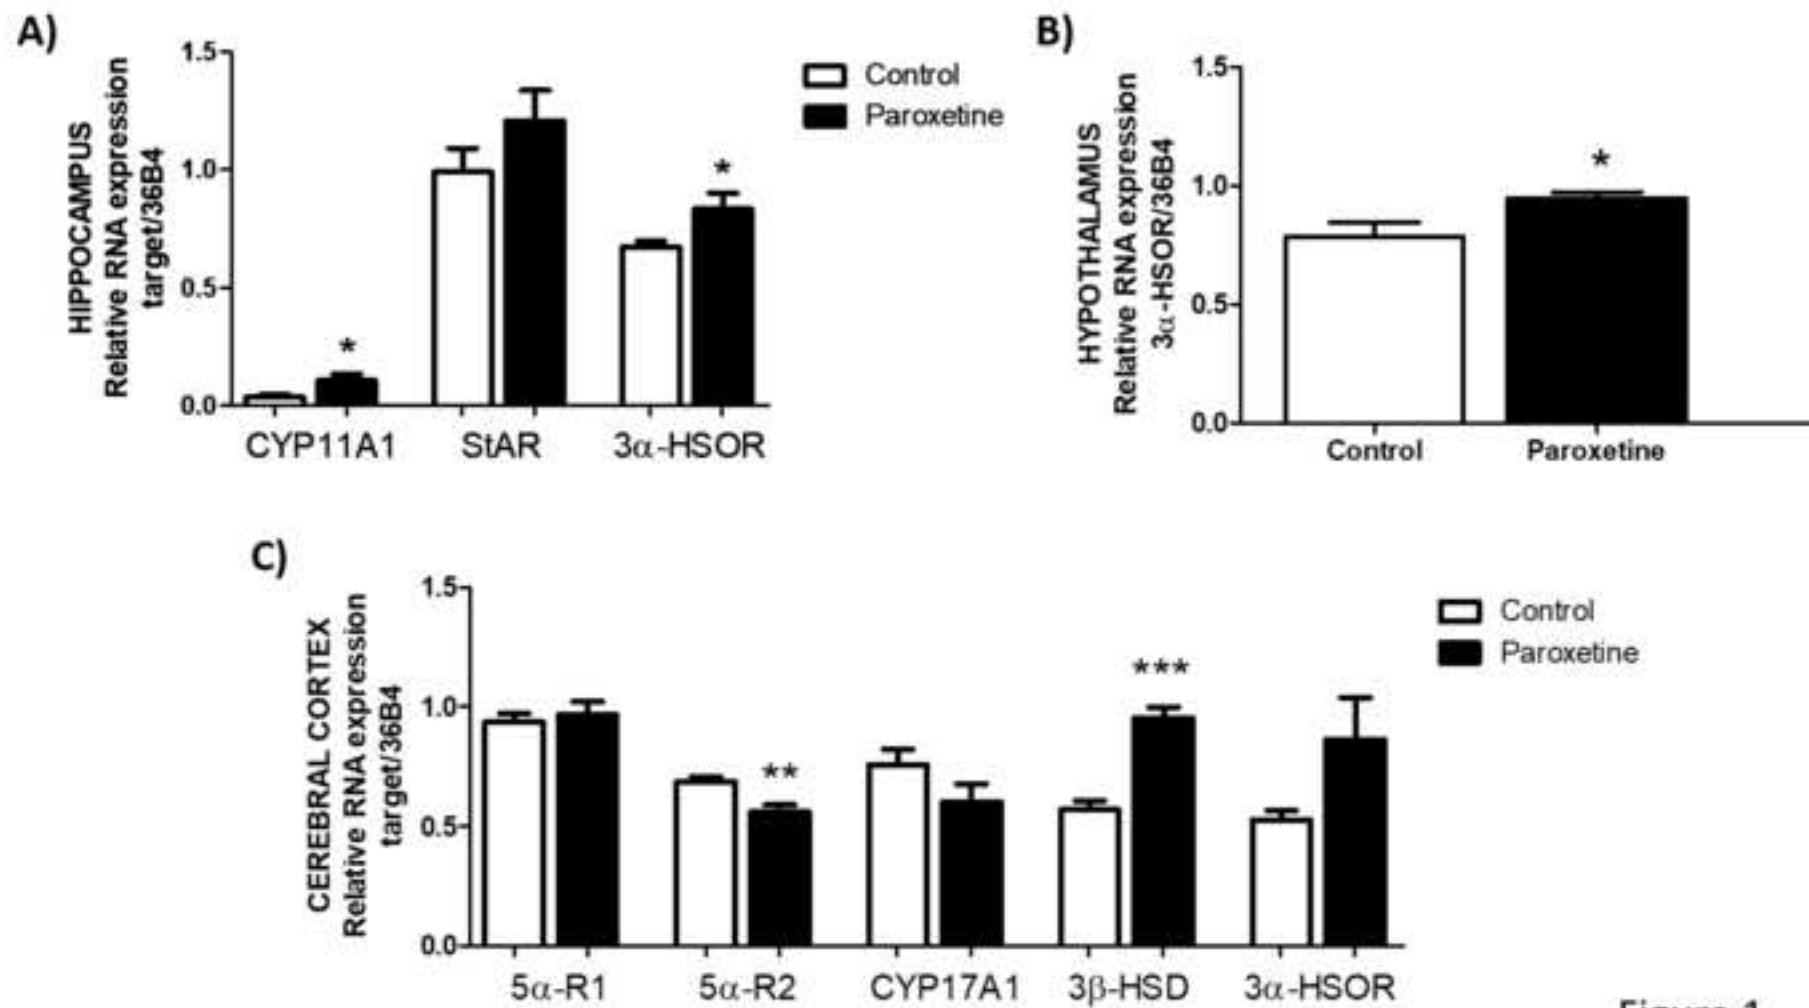 A)
HIPPOCAMPUS
Relative RNA expression
target/36B4
1.5
1.0
0.5
0.0
*
*
CYP11A1 StAR 3α-HSOR
Control
Paroxetine
B)
HYPOTHALAMUS
Relative RNA expression
3α-HSOR/36B4
1.5
1.0
0.5
0.0
*
Control Paroxetine
C)
CEREBRAL CORTEX
Relative RNA expression
target/36B4
1.5
1.0
0.5
0.0
**
***
5α-R1 5α-R2 CYP17A1 3β-HSD 3α-HSOR
Control
Paroxetine